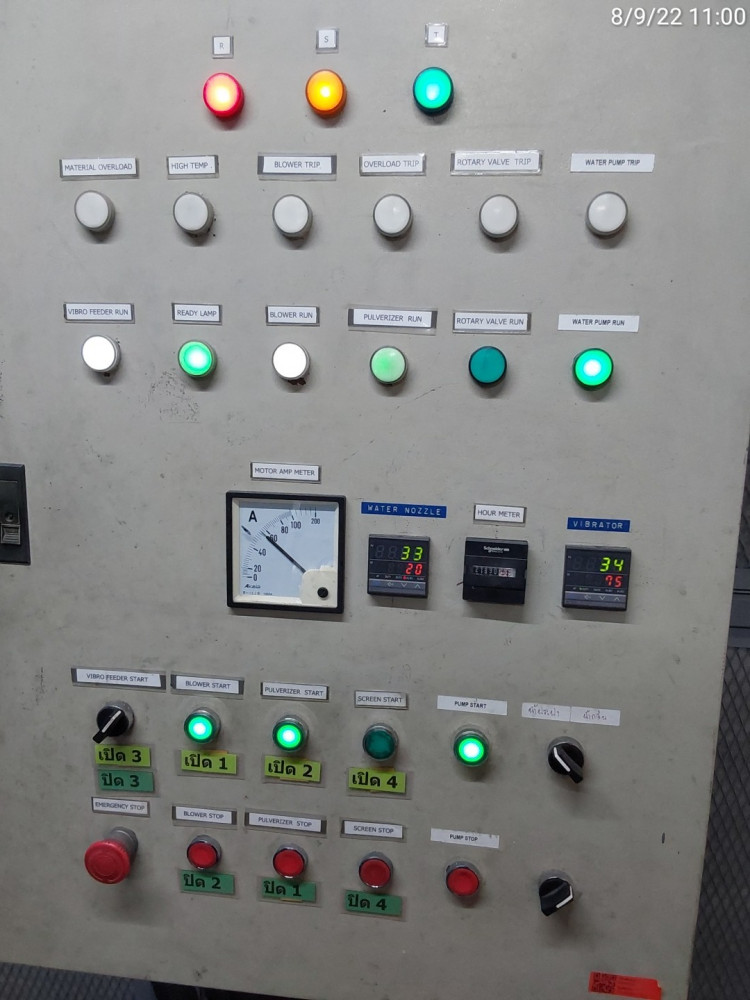 8/9/22 11:00
R
S
T
MATERIAL OVERLOAD
HIGH TEMP
BLOWER TRIP
OVERLOAD TRIP
ROTARY VALVE TRIP
WATER PUMP TRIP
VIBRO FEEDER RUN
READY LAMP
BLOWER RUN
PULVERIZER RUN
ROTARY VALVE RUN
WATER PUMP RUN
MOTOR AMP METER
WATER NOZZLE
HOUR METER
VIBRATOR
A
0
20
40
60
80
100
200
33
20
Schneider
34
75
VIBRO FEEDER START
BLOWER START
PULVERIZER START
SCREEN START
PUMP START
เปิด 3
เปิด 1
เปิด 2
เปิด 4
ปิด 3
EMERGENCY STOP
BLOWER STOP
PULVERIZER STOP
SCREEN STOP
PUMP STOP
ปิด 2
ปิด 1
ปิด 4